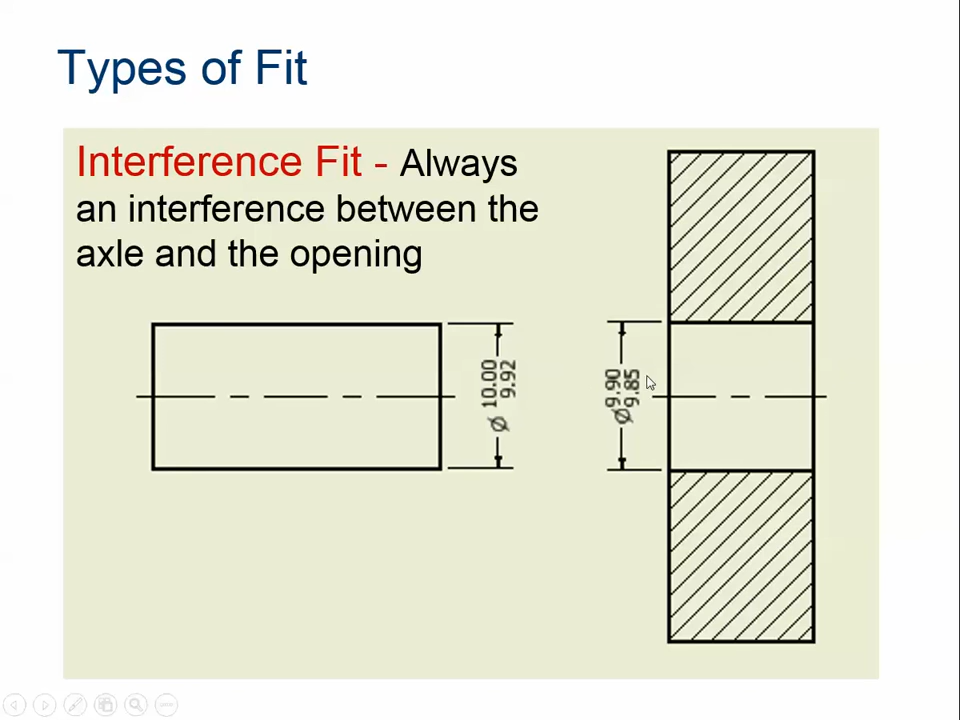 Types of Fit
Interference Fit - Always
an interference between the
axle and the opening
⌀ 10.00
9.92
⌀ 9.90
9.85